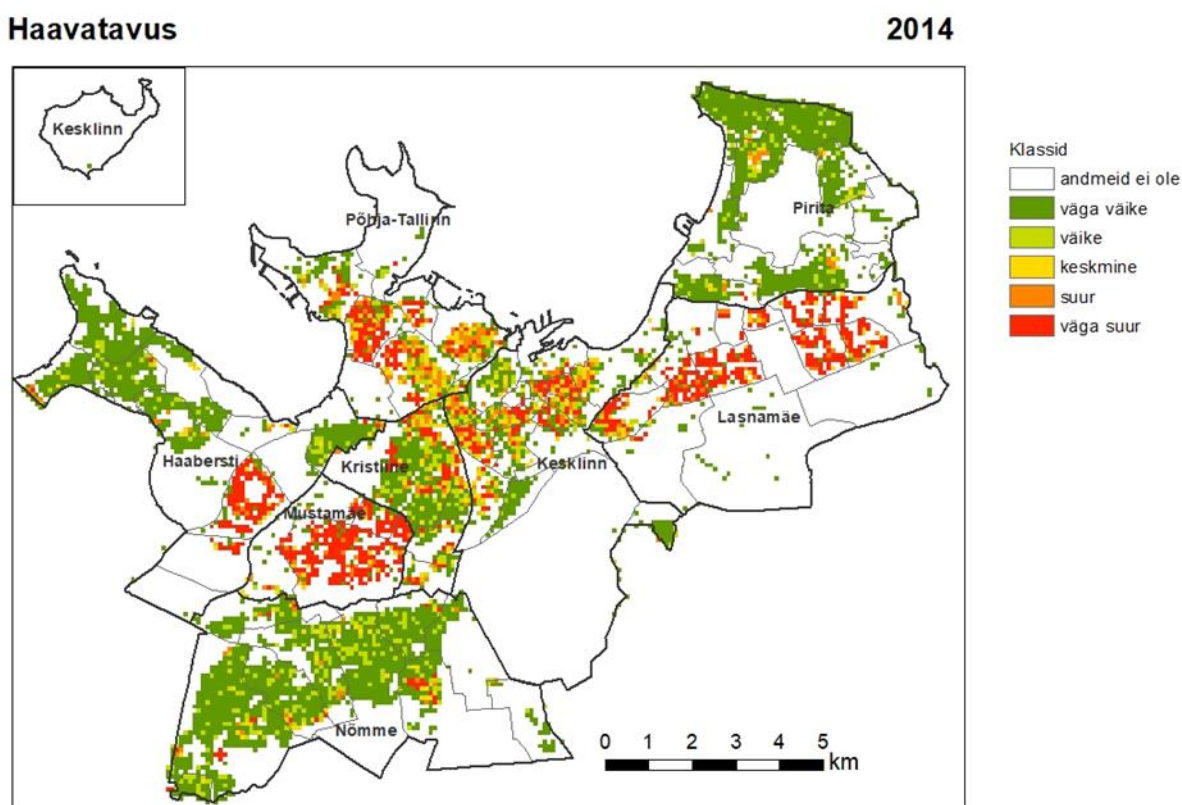 Haavatavus
2014
Kesklinn
Põhja-Tallinn
Pirita
Lasnamäe
Haabersti
Kristiine
Kesklinn
Mustamäe
Nõmme
0 1 2 3 4 5
km
Klassid
andmeid ei ole
väga väike
väike
keskmine
suur
väga suur